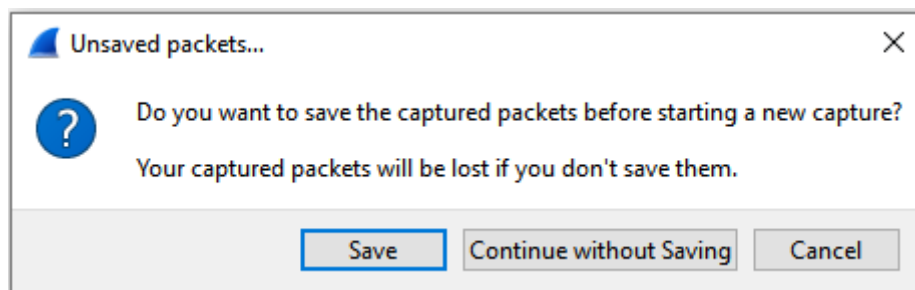 Unsaved packets...
Do you want to save the captured packets before starting a new capture?
Your captured packets will be lost if you don't save them.
Save
Continue without Saving
Cancel